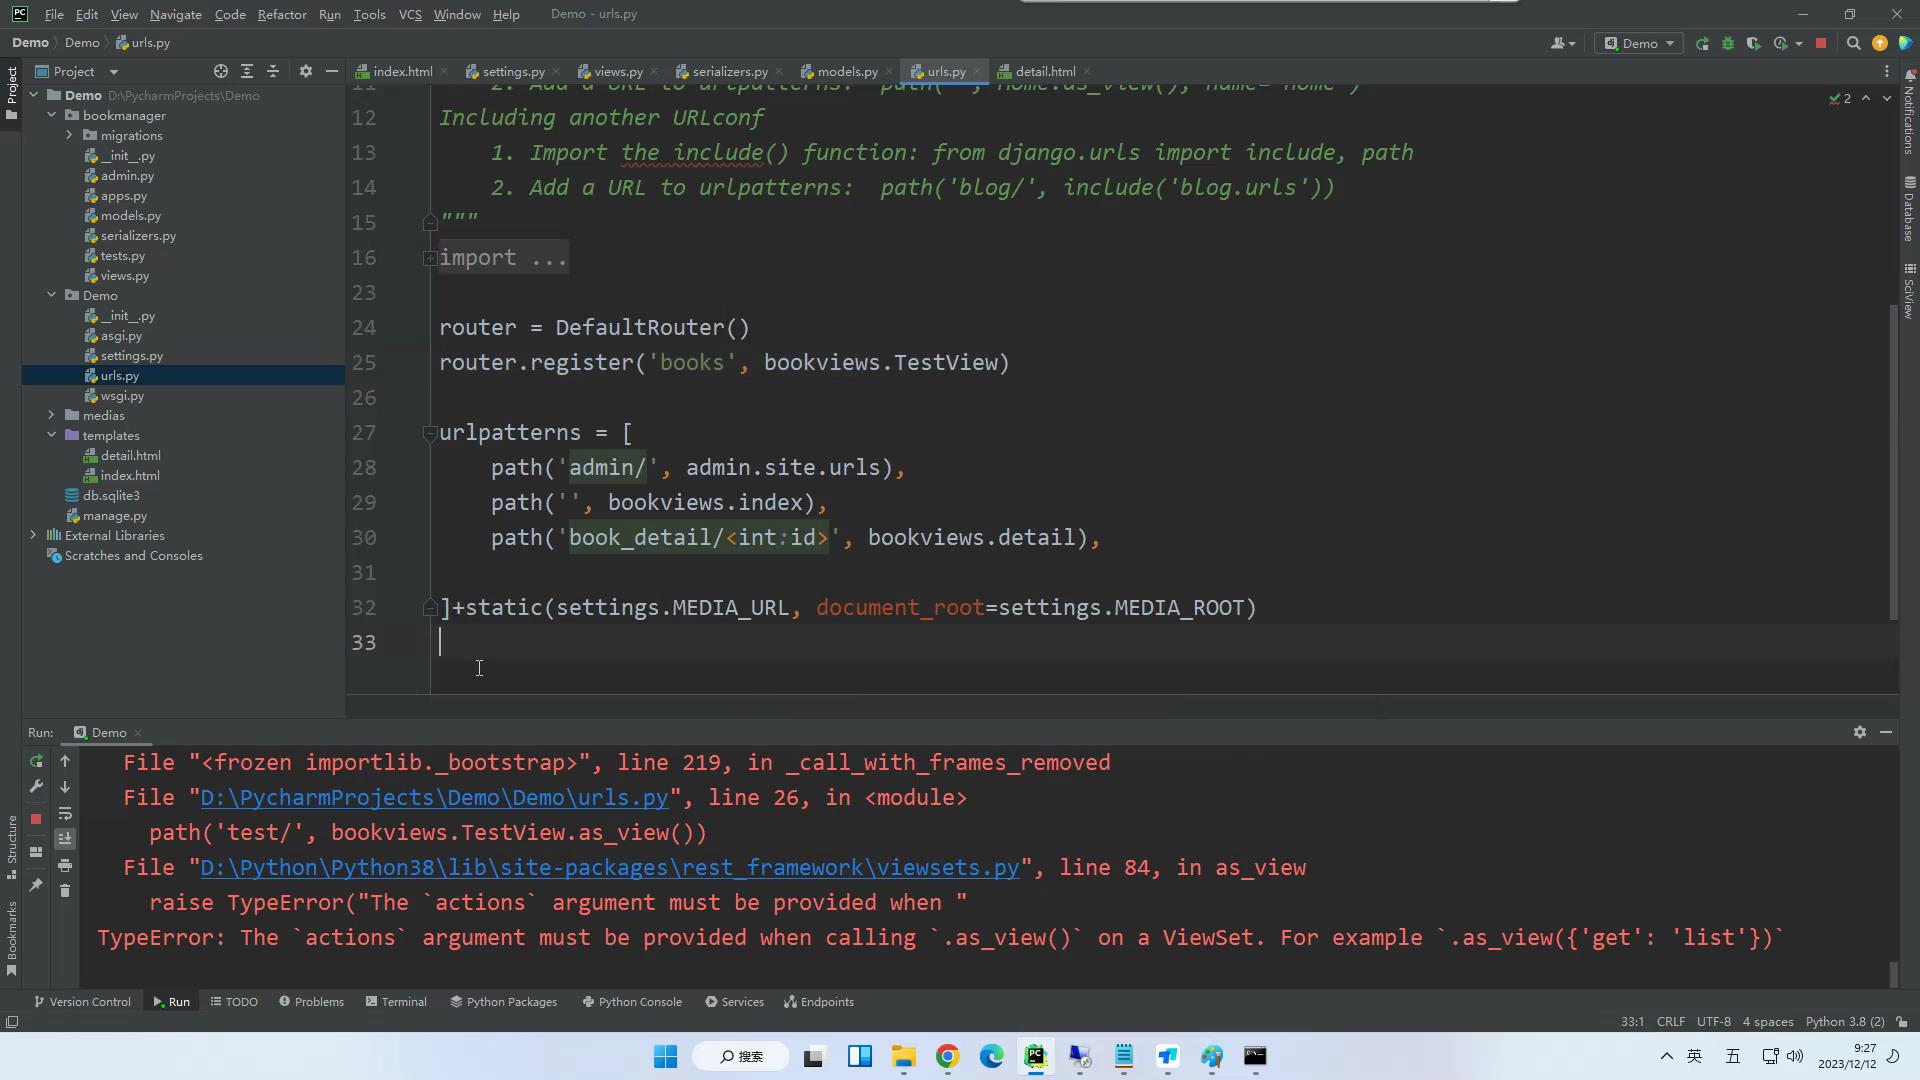 File Edit View Navigate Code Refactor Run Tools VCS Window Help Demo - urls.py
Demo Demo urls.py Demo
Project index.html settings.py views.py serializers.py models.py urls.py detail.html
Demo D:\PycharmProjects\Demo
bookmanager
migrations
__init__.py
admin.py
apps.py
models.py
serializers.py
tests.py
views.py
Demo
__init__.py
asgi.py
settings.py
urls.py
wsgi.py
medias
templates
detail.html
index.html
db.sqlite3
manage.py
External Libraries
Scratches and Consoles
Project
Structure
Bookmarks
11 2. Add a URL to urlpatterns: path('', home.as_view(), name='home')
12 Including another URLconf
13 1. Import the include() function: from django.urls import include, path
14 2. Add a URL to urlpatterns: path('blog/', include('blog.urls'))
15 """
16 import ...
23
24 router = DefaultRouter()
25 router.register('books', bookviews.TestView)
26
27 urlpatterns = [
28 path('admin/', admin.site.urls),
29 path('', bookviews.index),
30 path('book_detail/<int:id>', bookviews.detail),
31
32 ]+static(settings.MEDIA_URL, document_root=settings.MEDIA_ROOT)
33
2
Notifications
Database
SciView
Run: Demo
File "<frozen importlib._bootstrap>", line 219, in _call_with_frames_removed
File "D:\PycharmProjects\Demo\Demo\urls.py", line 26, in <module>
path('test/', bookviews.TestView.as_view())
File "D:\Python\Python38\lib\site-packages\rest_framework\viewsets.py", line 84, in as_view
raise TypeError("The `actions` argument must be provided when "
TypeError: The `actions` argument must be provided when calling `.as_view()` on a ViewSet. For example `.as_view({'get': 'list'})`
Version Control Run TODO Problems Terminal Python Packages Python Console Services Endpoints
33:1 CRLF UTF-8 4 spaces Python 3.8 (2)
搜索 英 五 9:27
2023/12/12